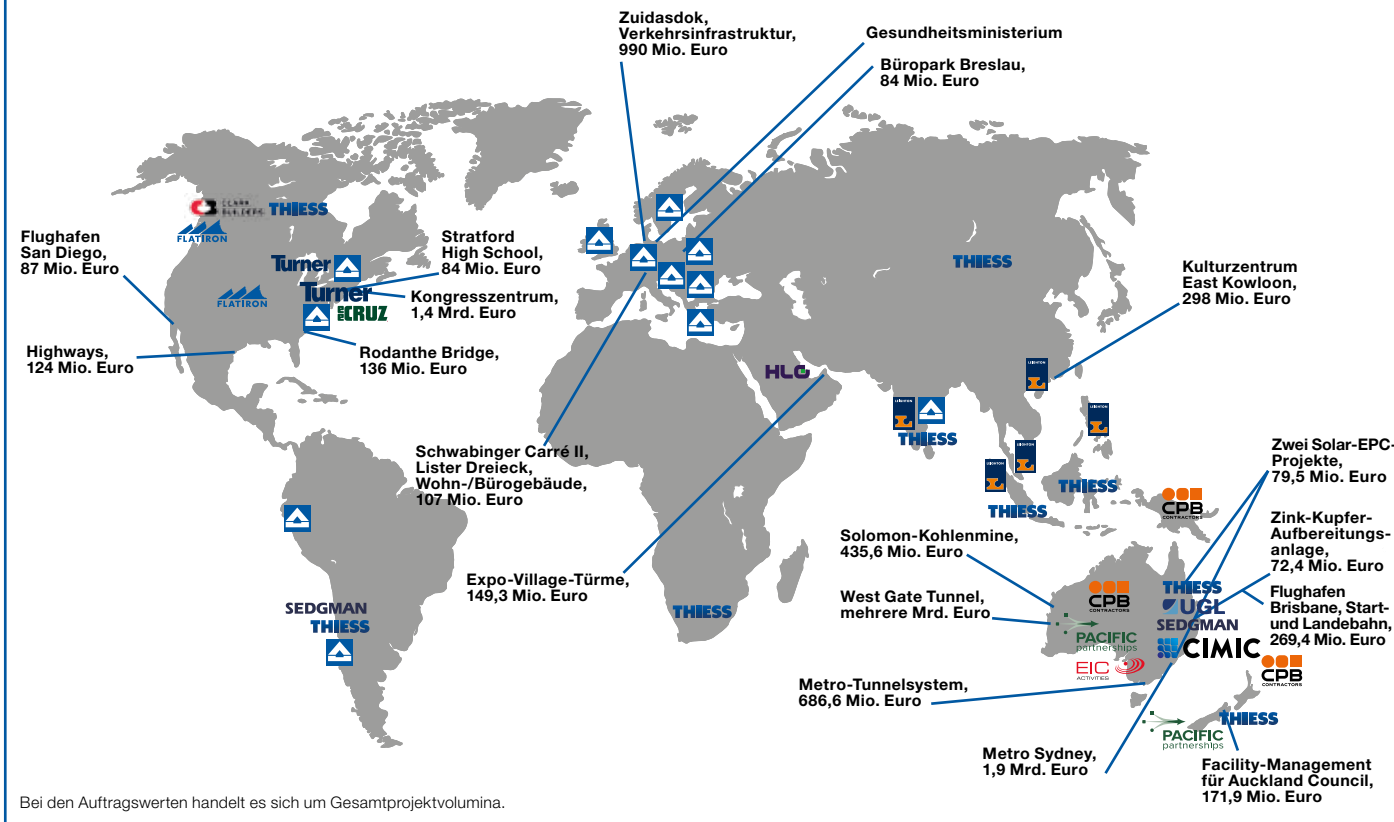 Zuidasdok,
Verkehrsinfrastruktur,
990 Mio. Euro
Gesundheitsministerium
Büropark Breslau,
84 Mio. Euro
CLARK
BUILDERS
THIESS
FLATIRON
Flughafen
San Diego,
87 Mio. Euro
Turner
Stratford
High School,
84 Mio. Euro
FLATIRON
Turner
Kongresszentrum,
1,4 Mrd. Euro
CRUZ
Highways,
124 Mio. Euro
Rodanthe Bridge,
136 Mio. Euro
THIESS
Kulturzentrum
East Kowloon,
298 Mio. Euro
HLG
LEIGHTON
LEIGHTON
THIESS
LEIGHTON
LEIGHTON
LEIGHTON
THIESS
THIESS
CPB
CONTRACTORS
Schwabinger Carré II,
Lister Dreieck,
Wohn-/Bürogebäude,
107 Mio. Euro
Expo-Village-Türme,
149,3 Mio. Euro
SEDGMAN
THIESS
THIESS
Zwei Solar-EPC-
Projekte,
79,5 Mio. Euro
Zink-Kupfer-
Aufbereitungs-
anlage,
72,4 Mio. Euro
Flughafen
Brisbane, Start-
und Landebahn,
269,4 Mio. Euro
Solomon-Kohlenmine,
435,6 Mio. Euro
West Gate Tunnel,
mehrere Mrd. Euro
CPB
CONTRACTORS
PACIFIC
partnerships
EIC
ACTIVITIES
THIESS
UGL
SEDGMAN
CIMIC
CPB
CONTRACTORS
Metro-Tunnelsystem,
686,6 Mio. Euro
PACIFIC
partnerships
THIESS
Metro Sydney,
1,9 Mrd. Euro
Facility-Management
für Auckland Council,
171,9 Mio. Euro
Bei den Auftragswerten handelt es sich um Gesamtprojektvolumina.